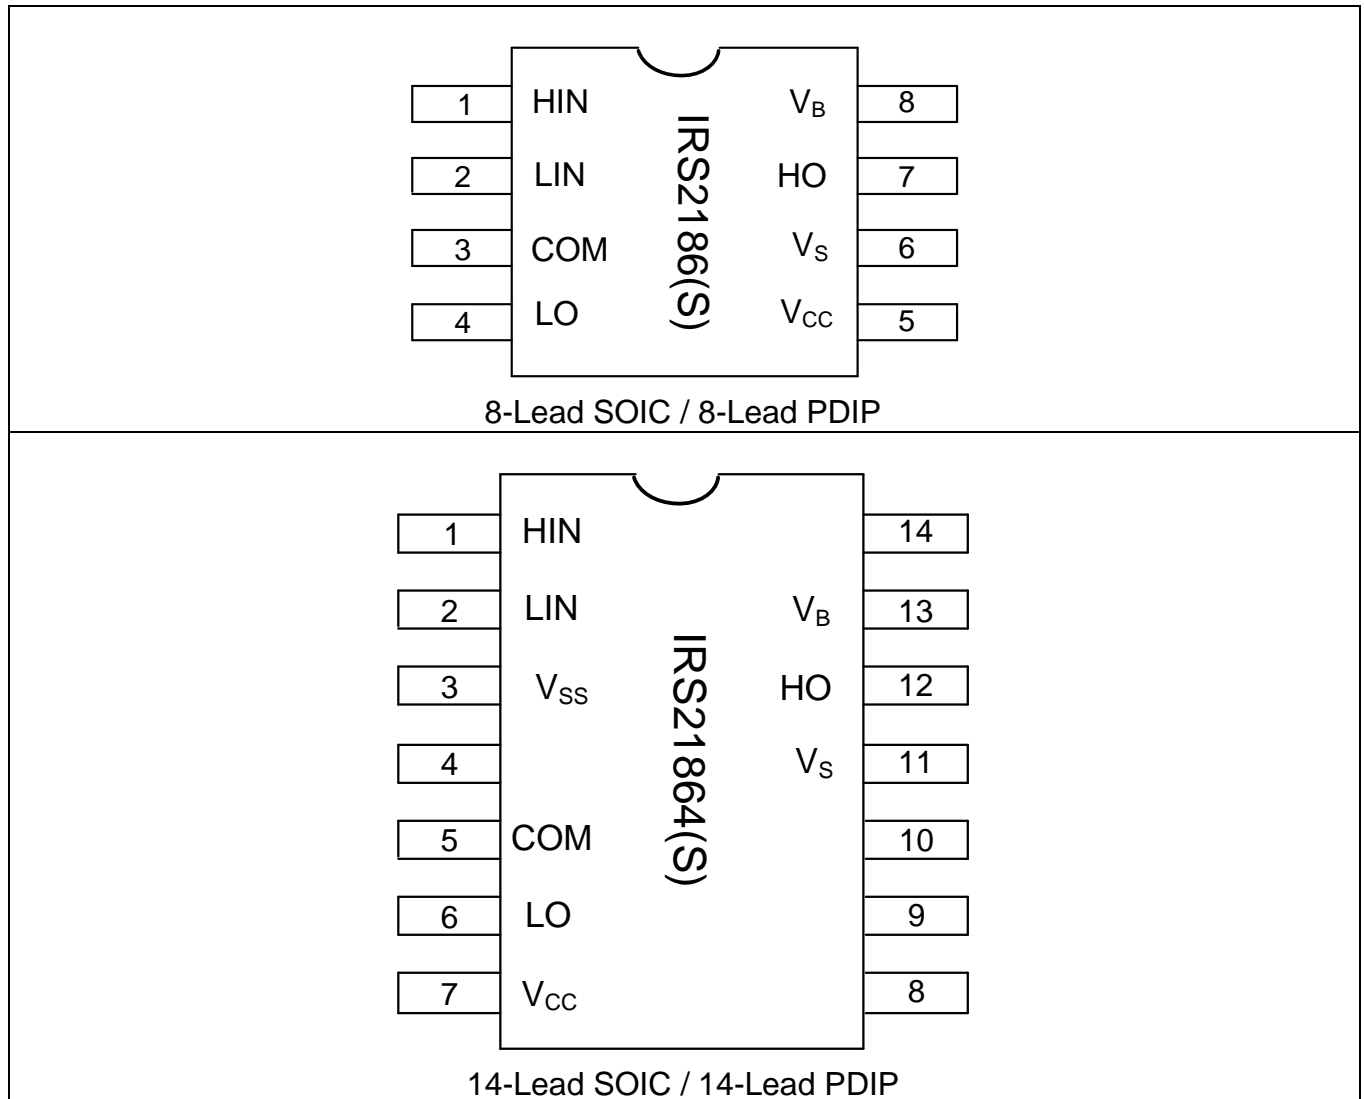 1 HIN V_B 8
2 LIN HO 7
3 COM V_S 6
4 LO V_CC 5
IRS2186(S)
8-Lead SOIC / 8-Lead PDIP
1 HIN 14
2 LIN V_B 13
3 V_SS HO 12
4 V_S 11
5 COM 10
6 LO 9
7 V_CC 8
IRS21864(S)
14-Lead SOIC / 14-Lead PDIP